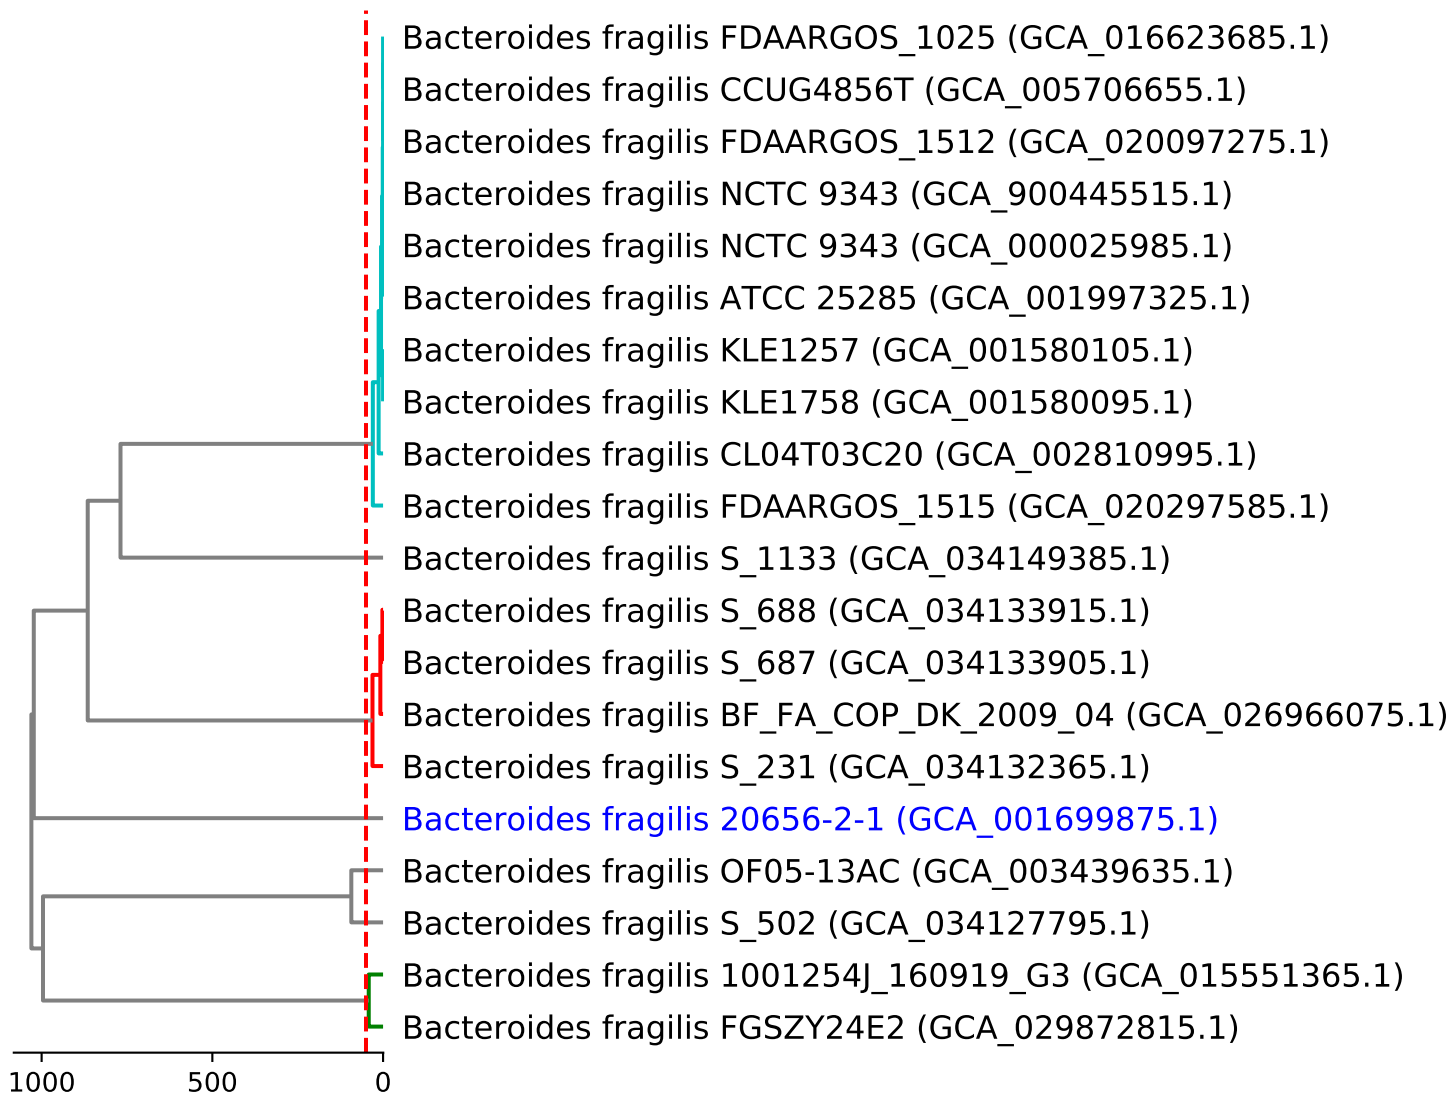 Bacteroides fragilis FDAARGOS_1025 (GCA_016623685.1)
Bacteroides fragilis CCUG4856T (GCA_005706655.1)
Bacteroides fragilis FDAARGOS_1512 (GCA_020097275.1)
Bacteroides fragilis NCTC 9343 (GCA_900445515.1)
Bacteroides fragilis NCTC 9343 (GCA_000025985.1)
Bacteroides fragilis ATCC 25285 (GCA_001997325.1)
Bacteroides fragilis KLE1257 (GCA_001580105.1)
Bacteroides fragilis KLE1758 (GCA_001580095.1)
Bacteroides fragilis CL04T03C20 (GCA_002810995.1)
Bacteroides fragilis FDAARGOS_1515 (GCA_020297585.1)
Bacteroides fragilis S_1133 (GCA_034149385.1)
Bacteroides fragilis S_688 (GCA_034133915.1)
Bacteroides fragilis S_687 (GCA_034133905.1)
Bacteroides fragilis BF_FA_COP_DK_2009_04 (GCA_026966075.1)
Bacteroides fragilis S_231 (GCA_034132365.1)
Bacteroides fragilis 20656-2-1 (GCA_001699875.1)
Bacteroides fragilis OF05-13AC (GCA_003439635.1)
Bacteroides fragilis S_502 (GCA_034127795.1)
Bacteroides fragilis 1001254J_160919_G3 (GCA_015551365.1)
Bacteroides fragilis FGSZY24E2 (GCA_029872815.1)
1000 500 0